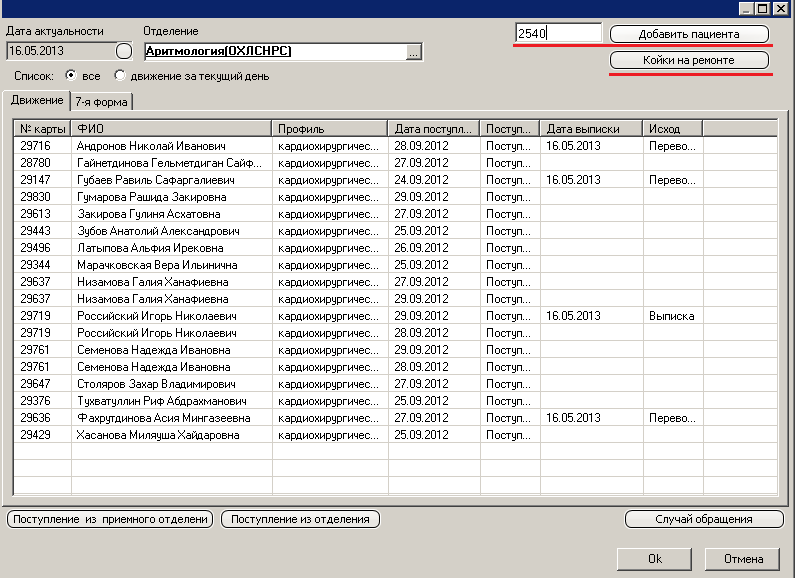 Дата актуальности Отделение
16.05.2013 Аритмология(ОХЛСНРС) ... 2540 Добавить пациента
Койки на ремонте
Список: все движение за текущий день
Движение 7-я форма
№ карты ФИО Профиль Дата поступл... Поступ... Дата выписки Исход
29716 Андронов Николай Иванович кардиохирургичес... 28.09.2012 Поступ... 16.05.2013 Перево...
28780 Гайнетдинова Гельметдиган Сайф... кардиохирургичес... 27.09.2012 Поступ...
29147 Губаев Равиль Сафаргалиевич кардиохирургичес... 24.09.2012 Поступ... 16.05.2013 Перево...
29830 Гумарова Рашида Закировна кардиохирургичес... 29.09.2012 Поступ...
29613 Закирова Гулиня Асхатовна кардиохирургичес... 27.09.2012 Поступ...
29443 Зубов Анатолий Александрович кардиохирургичес... 25.09.2012 Поступ...
29496 Латыпова Альфия Ирековна кардиохирургичес... 26.09.2012 Поступ...
29344 Марачковская Вера Ильинична кардиохирургичес... 25.09.2012 Поступ...
29637 Низамова Галия Ханафиевна кардиохирургичес... 27.09.2012 Поступ...
29637 Низамова Галия Ханафиевна кардиохирургичес... 29.09.2012 Поступ...
29719 Российский Игорь Николаевич кардиохирургичес... 29.09.2012 Поступ... 16.05.2013 Выписка
29719 Российский Игорь Николаевич кардиохирургичес... 28.09.2012 Поступ...
29761 Семенова Надежда Ивановна кардиохирургичес... 29.09.2012 Поступ...
29761 Семенова Надежда Ивановна кардиохирургичес... 28.09.2012 Поступ...
29647 Столяров Захар Владимирович кардиохирургичес... 27.09.2012 Поступ...
29376 Тухватуллин Риф Абдрахманович кардиохирургичес... 25.09.2012 Поступ...
29636 Фахрутдинова Асия Мингазеевна кардиохирургичес... 27.09.2012 Поступ... 16.05.2013 Перево...
29429 Хасанова Миляуша Хайдаровна кардиохирургичес... 25.09.2012 Поступ...
Поступление из приемного отделени Поступление из отделения Случай обращения
Ok Отмена